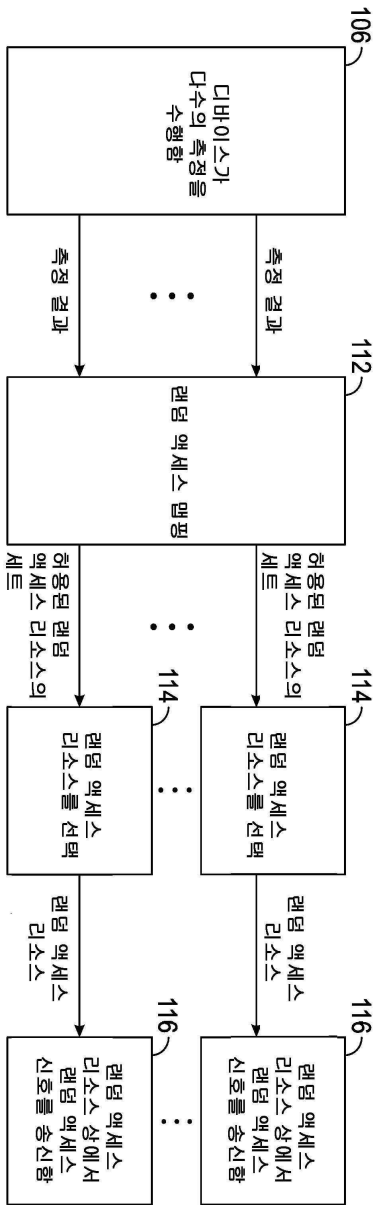 106
디바이스가
다수의 측정을
수행함
측정 결과
측정 결과
112
랜덤 액세스 맵핑
허용된 랜덤
액세스 리소스의
세트
허용된 랜덤
액세스 리소스의
세트
114
랜덤 액세스
리소스를 선택
114
랜덤 액세스
리소스를 선택
랜덤 액세스
리소스
랜덤 액세스
리소스
116
랜덤 액세스
리소스 상에서
랜덤 액세스
신호를 송신함
116
랜덤 액세스
리소스 상에서
랜덤 액세스
신호를 송신함